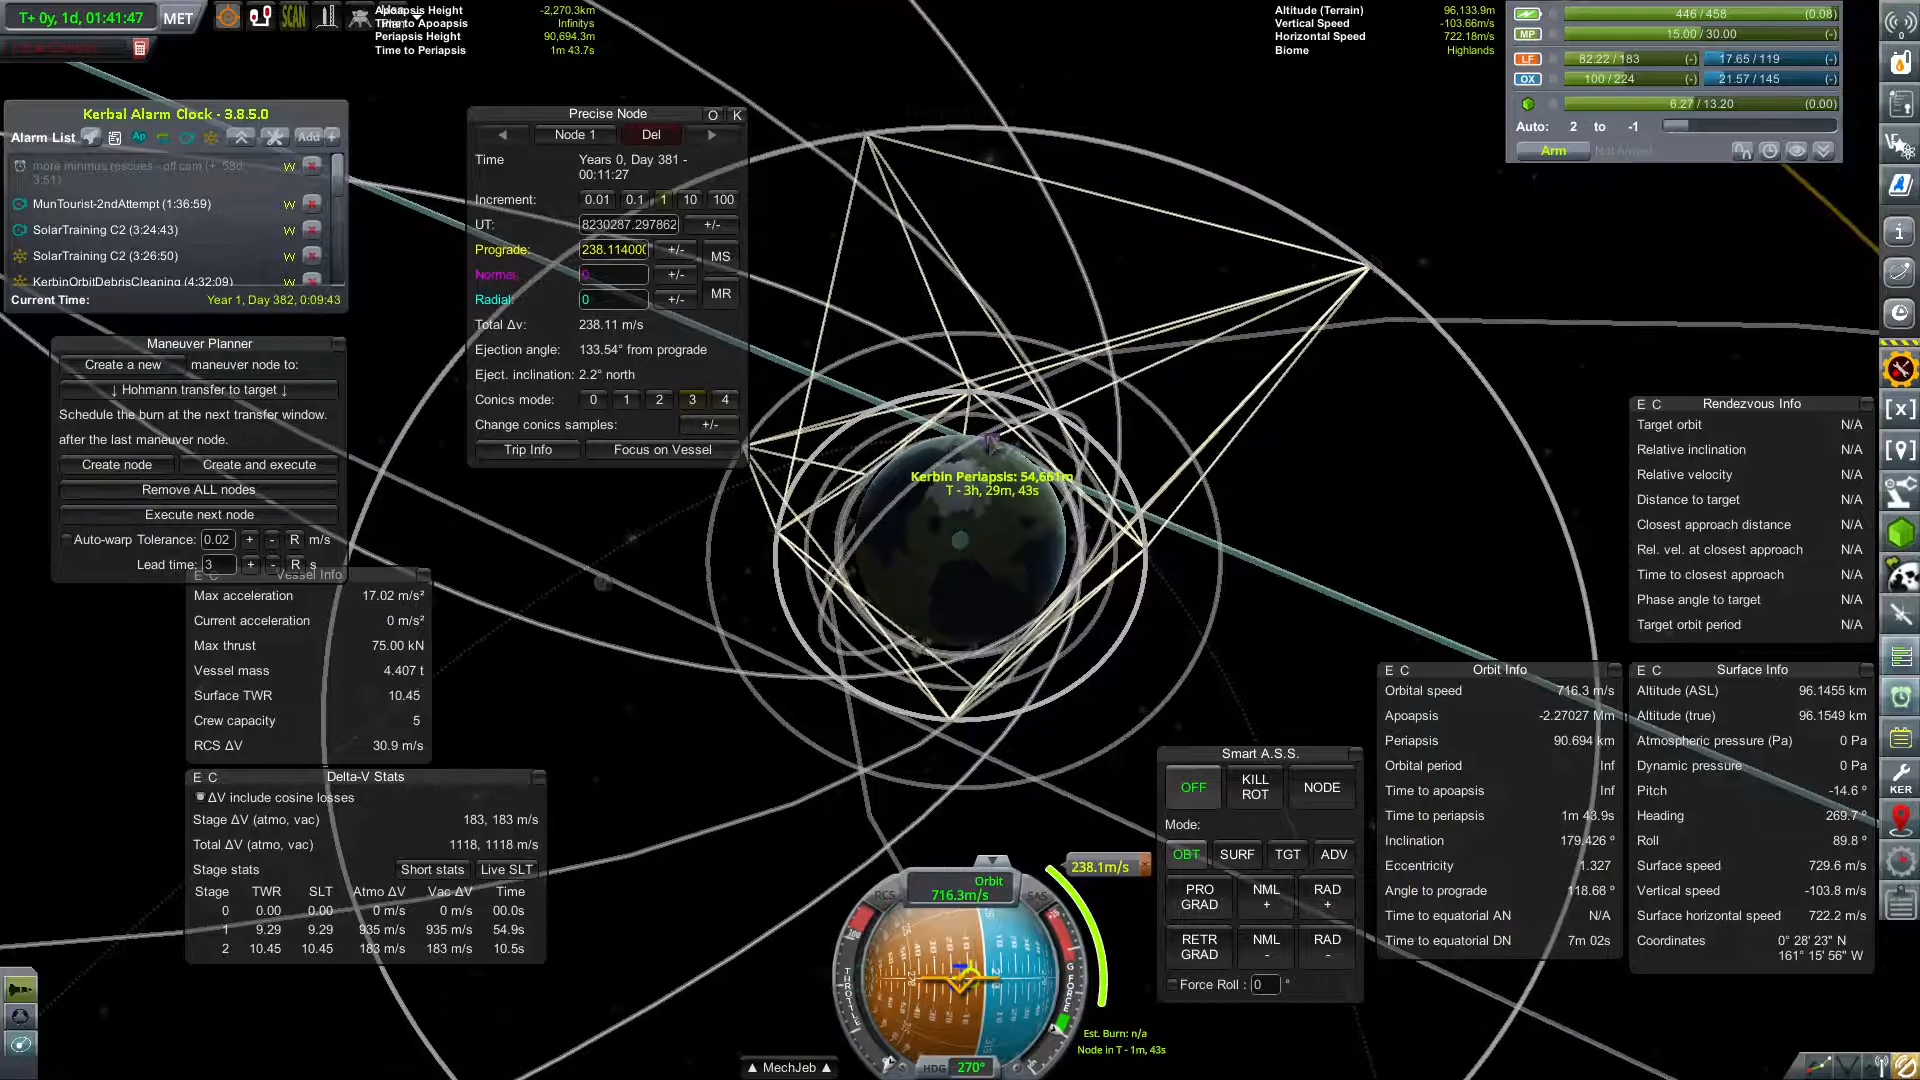 T+ 0y, 1d, 01:41:47 MET
SCAN
Apoapsis Height -2,270.3km
Time to Apoapsis Infinitys
Periapsis Height 90,694.3m
Time to Periapsis 1m 43.7s
Altitude (Terrain) 96,133.9m
Vertical Speed -103.66m/s
Horizontal Speed 722.18m/s
Biome Highlands
446 / 458 (0.08)
MP 15.00 / 30.00 (-)
LF 82.22 / 183 (-) 17.65 / 119 (-)
OX 100 / 224 (-) 21.57 / 145 (-)
6.27 / 13.20 (0.00)
Auto: 2 to -1
Arm
Kerbal Alarm Clock - 3.8.5.0
Alarm List Ap Add +
more minmus rescues - off cam (+ 58d,
3:51) W
MunTourist-2ndAttempt (1:36:59) W
SolarTraining C2 (3:24:43) W
SolarTraining C2 (3:26:50) W
KerbinOrbitDebrisCleaning (4:32:09) W
Current Time: Year 1, Day 382, 0:09:43
Precise Node O K
Node 1 Del
Time Years 0, Day 381 -
00:11:27
Increment: 0.01 0.1 1 10 100
UT: 8230287.297862 +/-
Prograde: 238.114000 +/- MS
Normal: 0 +/-
Radial: 0 +/- MR
Total Δv: 238.11 m/s
Ejection angle: 133.54° from prograde
Eject. inclination: 2.2° north
Conics mode: 0 1 2 3 4
Change conics samples: +/-
Trip Info Focus on Vessel
Maneuver Planner
Create a new maneuver node to:
↓ Hohmann transfer to target ↓
Schedule the burn at the next transfer window.
after the last maneuver node.
Create node Create and execute
Remove ALL nodes
Execute next node
Auto-warp Tolerance: 0.02 + - R m/s
Lead time: 3 + - R s
E C Vessel Info
Max acceleration 17.02 m/s²
Current acceleration 0 m/s²
Max thrust 75.00 kN
Vessel mass 4.407 t
Surface TWR 10.45
Crew capacity 5
RCS ΔV 30.9 m/s
E C Delta-V Stats
ΔV include cosine losses
Stage ΔV (atmo, vac) 183, 183 m/s
Total ΔV (atmo, vac) 1118, 1118 m/s
Stage stats Short stats Live SLT
Stage TWR SLT Atmo ΔV Vac ΔV Time
0 0.00 0.00 0 m/s 0 m/s 00.0s
1 9.29 9.29 935 m/s 935 m/s 54.9s
2 10.45 10.45 183 m/s 183 m/s 10.5s
Kerbin Periapsis: 54,661m
T - 3h, 29m, 43s
E C Rendezvous Info
Target orbit N/A
Relative inclination N/A
Relative velocity N/A
Distance to target N/A
Closest approach distance N/A
Rel. vel. at closest approach N/A
Time to closest approach N/A
Phase angle to target N/A
Target orbit period N/A
E C Orbit Info
Orbital speed 716.3 m/s
Apoapsis -2.27027 Mm
Periapsis 90.694 km
Orbital period Inf
Time to apoapsis Inf
Time to periapsis 1m 43.9s
Inclination 179.426 º
Eccentricity 1.327
Angle to prograde 118.66 º
Time to equatorial AN N/A
Time to equatorial DN 7m 02s
E C Surface Info
Altitude (ASL) 96.1455 km
Altitude (true) 96.1549 km
Atmospheric pressure (Pa) 0 Pa
Dynamic pressure 0 Pa
Pitch -14.6 º
Heading 269.7 º
Roll 89.8 º
Surface speed 729.6 m/s
Vertical speed -103.8 m/s
Surface horizontal speed 722.2 m/s
Coordinates 0° 28' 23" N
161° 15' 56" W
Smart A.S.S.
OFF KILL ROT NODE
Mode:
OBT SURF TGT ADV
PRO GRAD NML + RAD +
RETR GRAD NML - RAD -
Force Roll : 0 °
238.1m/s
Orbit
716.3m/s
RCS SAS
THROTTLE
G FORCE
Est. Burn: n/a
Node in T - 1m, 43s
HDG 270°
▲ MechJeb ▲
KER